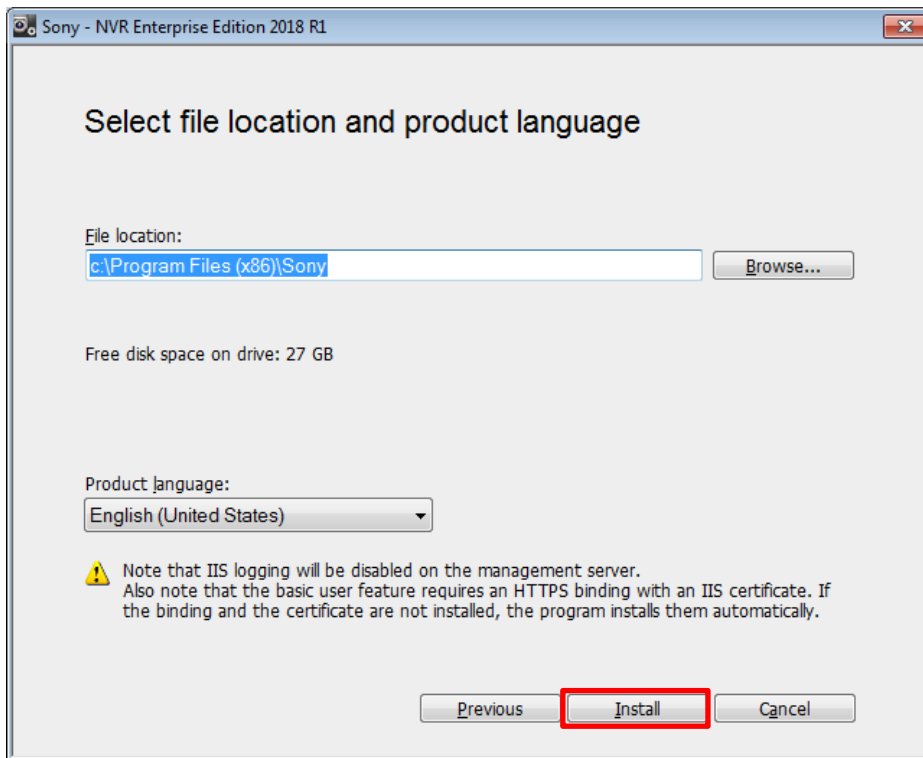 Sony - NVR Enterprise Edition 2018 R1
Select file location and product language
File location:
c:\Program Files (x86)\Sony
Browse...
Free disk space on drive: 27 GB
Product language:
English (United States)
Note that IIS logging will be disabled on the management server.
Also note that the basic user feature requires an HTTPS binding with an IIS certificate. If
the binding and the certificate are not installed, the program installs them automatically.
Previous
Install
Cancel